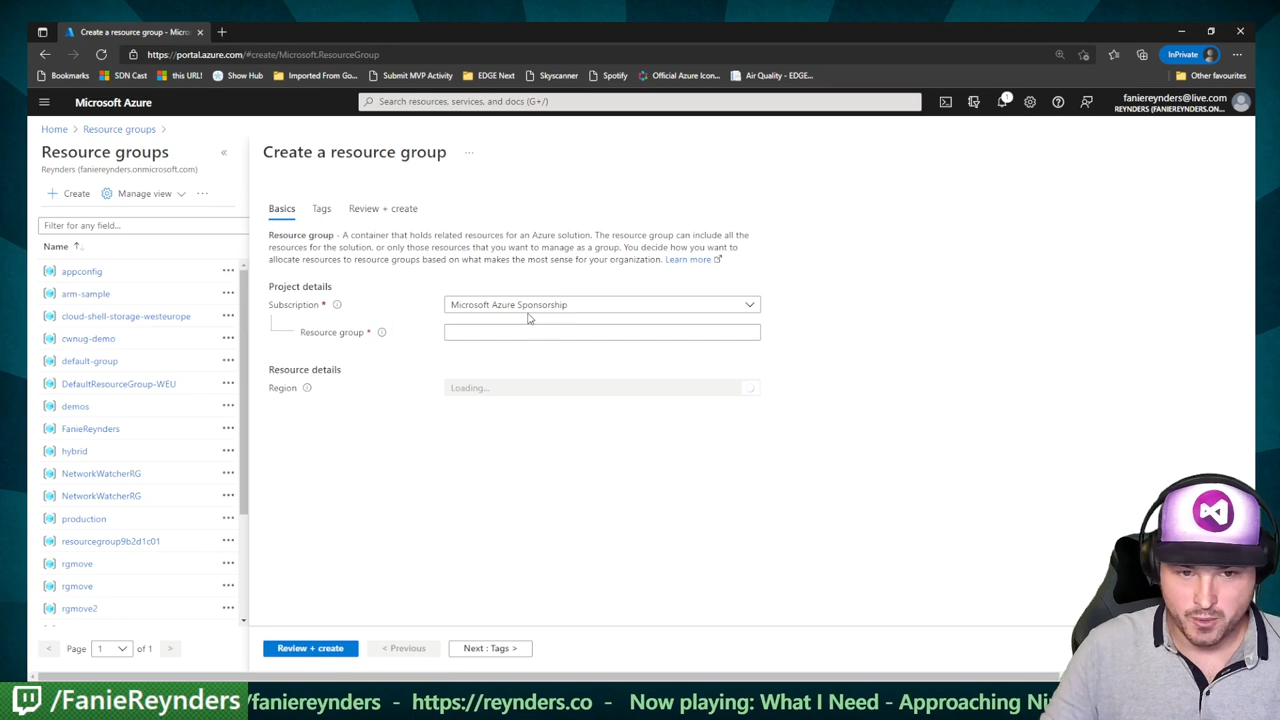 Create a resource group - Micro
https://portal.azure.com/#create/Microsoft.ResourceGroup
InPrivate
Bookmarks
SDN Cast
this URL!
Show Hub
Imported From Go...
Submit MVP Activity
EDGE Next
Skyscanner
Spotify
Official Azure Icon...
Air Quality - EDGE...
Other favourites
Microsoft Azure
Search resources, services, and docs (G+/)
1
faniereynders@live.com
REYNDERS (FANIEREYNDERS.ON...
Home > Resource groups >
Resource groups
Reynders (faniereynders.onmicrosoft.com)
Create
Manage view
...
Filter for any field...
Name
appconfig
arm-sample
cloud-shell-storage-westeurope
cwnug-demo
default-group
DefaultResourceGroup-WEU
demos
FanieReynders
hybrid
NetworkWatcherRG
NetworkWatcherRG
production
resourcegroup9b2d1c01
rgmove
rgmove
rgmove2
< Page 1 of 1 >
Create a resource group
...
Basics
Tags
Review + create
Resource group - A container that holds related resources for an Azure solution. The resource group can include all the
resources for the solution, or only those resources that you want to manage as a group. You decide how you want to
allocate resources to resource groups based on what makes the most sense for your organization. Learn more
Project details
Subscription *
Microsoft Azure Sponsorship
Resource group *
Resource details
Region
Loading...
Review + create
< Previous
Next : Tags >
/FanieReynders
/faniereynders - https://reynders.co - Now playing: What I Need - Approaching Ni